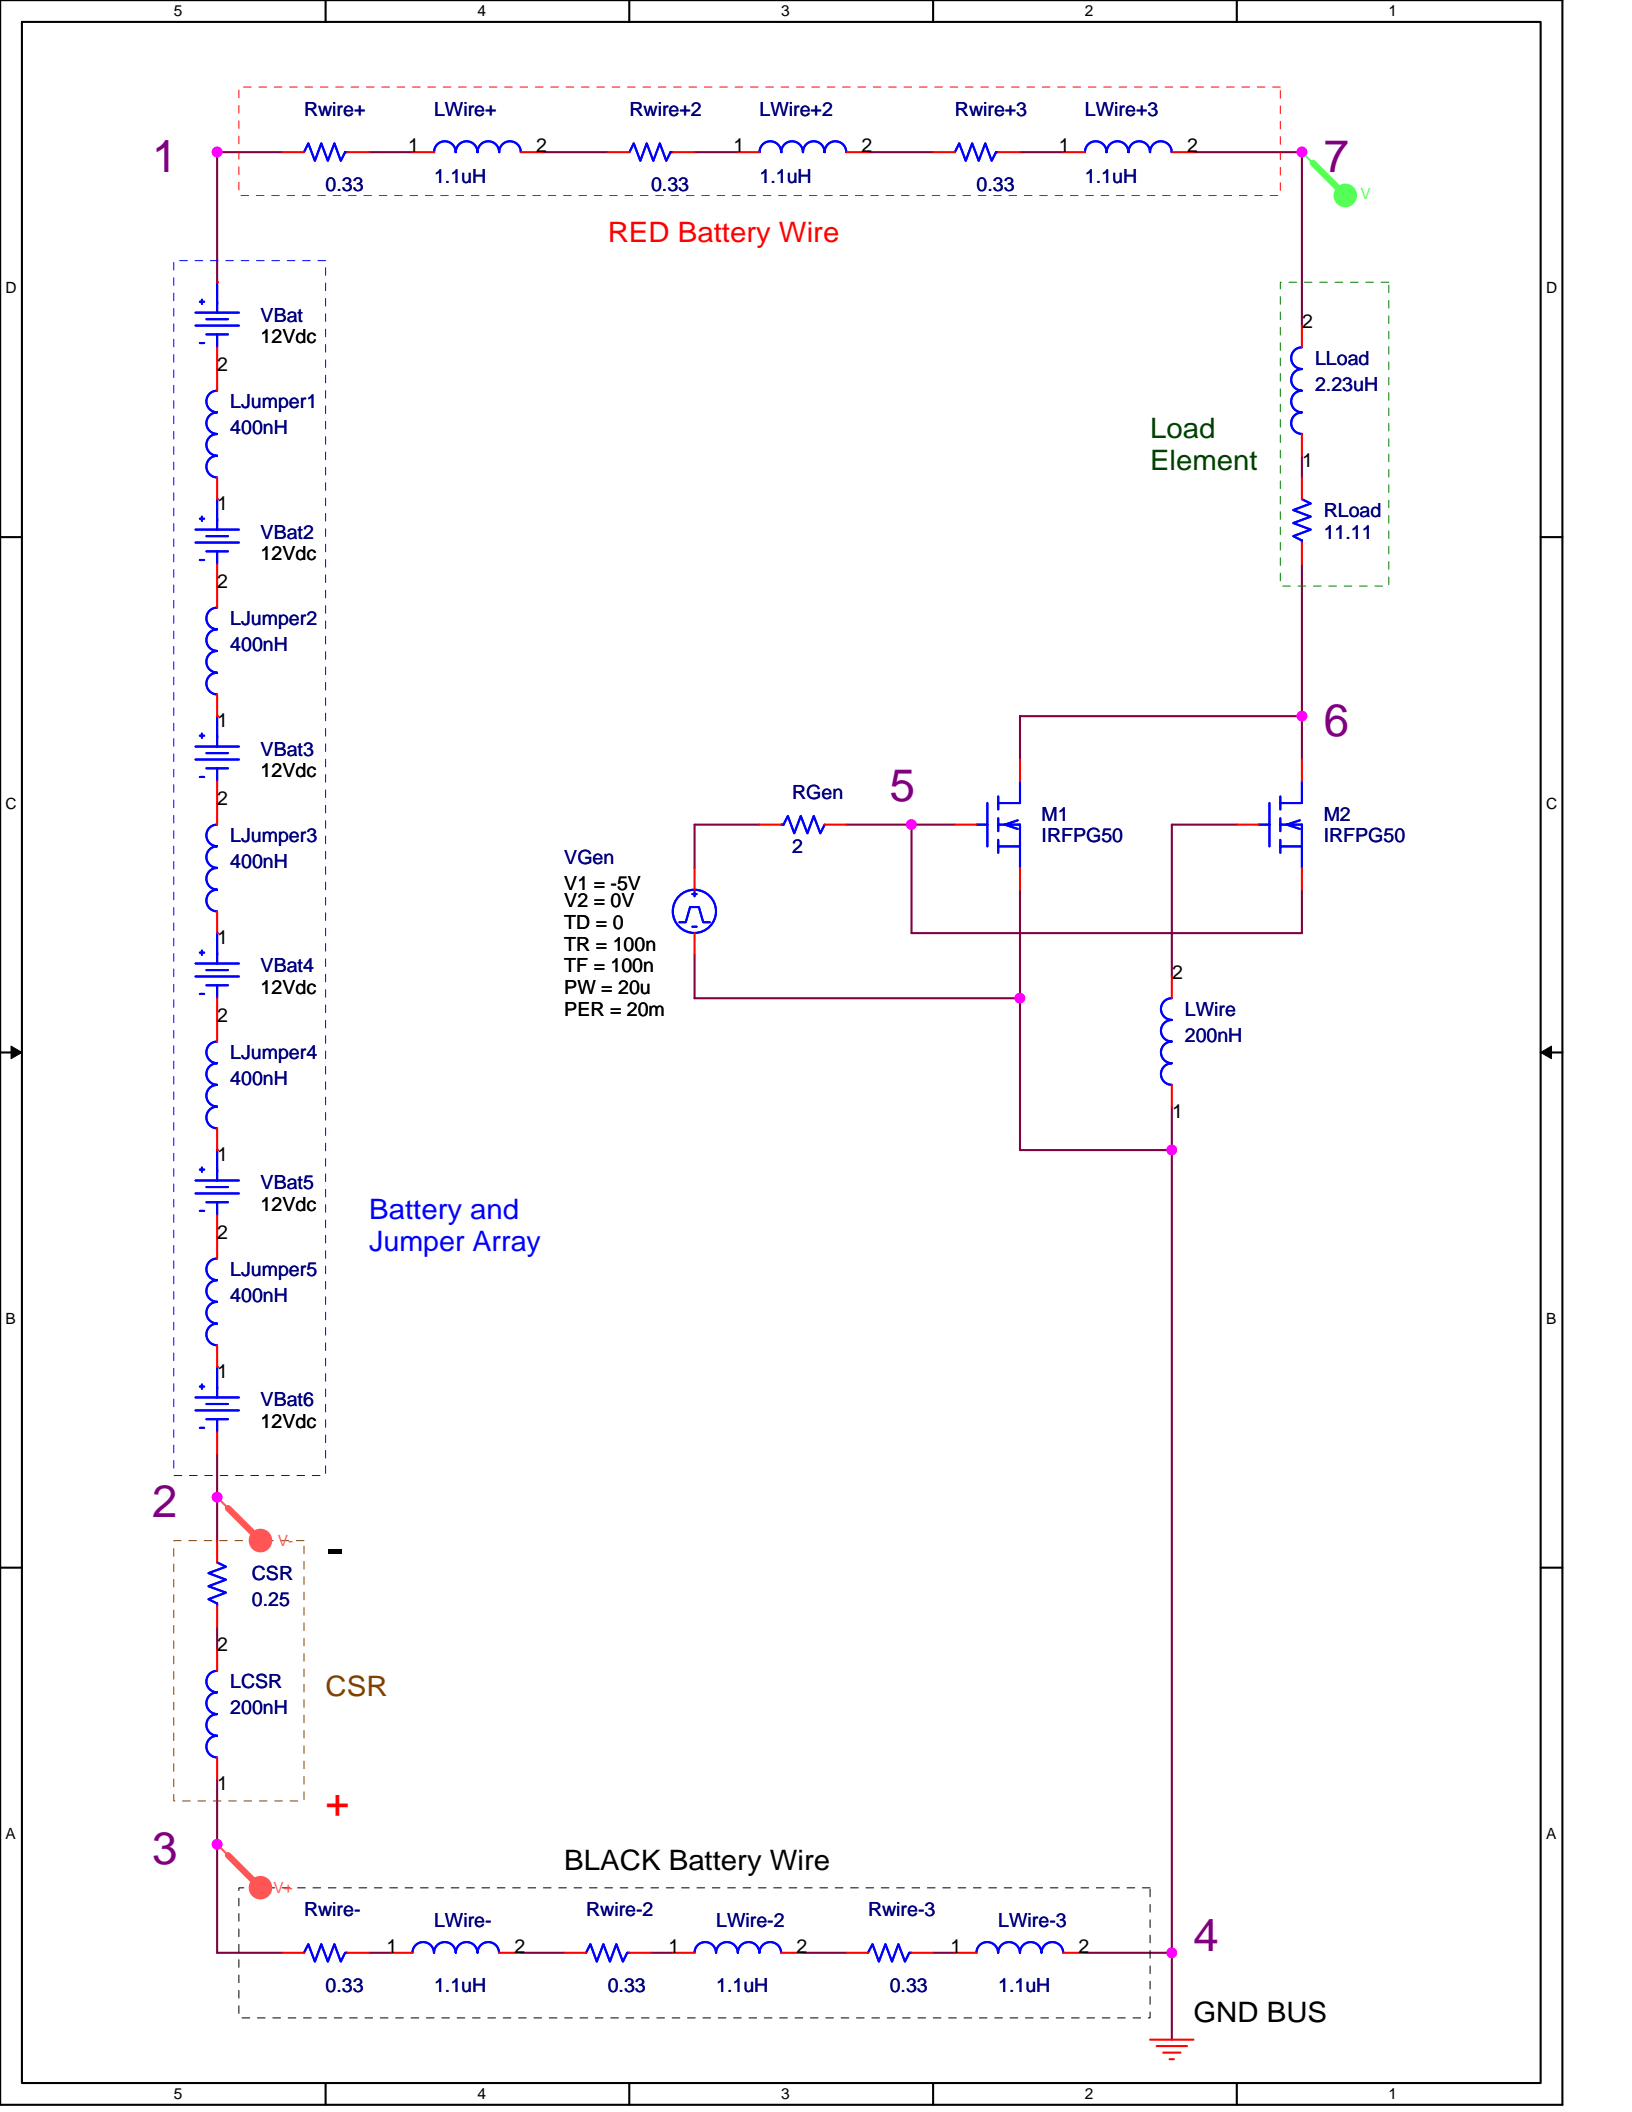 5 4 3 2 1
Rwire+ LWire+ Rwire+2 LWire+2 Rwire+3 LWire+3
1 1 2 1 2 1 2 7
0.33 1.1uH 0.33 1.1uH 0.33 1.1uH
V
RED Battery Wire
D D
+ VBat
12Vdc
-
2
LJumper1
400nH
1
2
LLoad
2.23uH
1
Load
Element
RLoad
11.11
+ VBat2
12Vdc
-
2
LJumper2
400nH
1
6
+ VBat3
12Vdc
-
2
C C
LJumper3
400nH
1
RGen
2
5
M1
IRFPG50
M2
IRFPG50
VGen
V1 = -5V
V2 = 0V
TD = 0
TR = 100n
TF = 100n
PW = 20u
PER = 20m
+
-
+ VBat4
12Vdc
-
2
LJumper4
400nH
1
2
LWire
200nH
1
+ VBat5
12Vdc
-
2
Battery and
Jumper Array
LJumper5
400nH
1
B B
+ VBat6
12Vdc
-
2
V-
-
CSR
0.25
2
LCSR
200nH
1
CSR
+
A A
3
V+
BLACK Battery Wire
Rwire- LWire- Rwire-2 LWire-2 Rwire-3 LWire-3
1 2 1 2 1 2 4
0.33 1.1uH 0.33 1.1uH 0.33 1.1uH
GND BUS
5 4 3 2 1